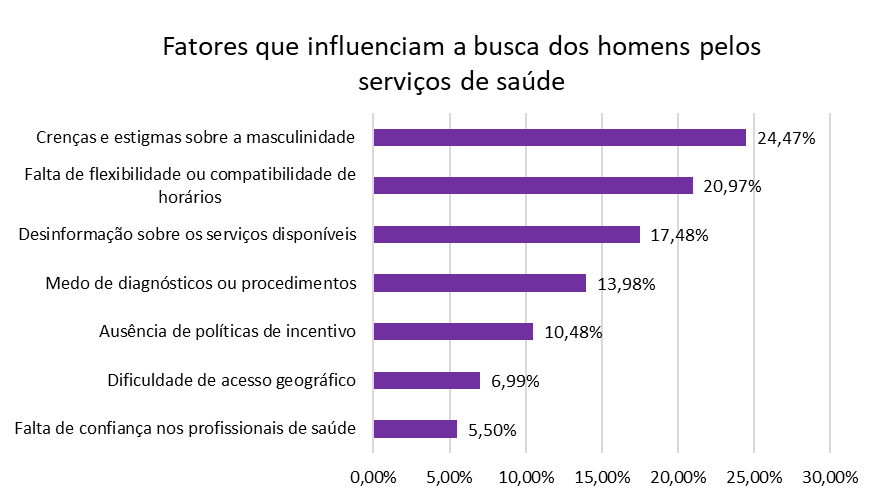 Fatores que influenciam a busca dos homens pelos
serviços de saúde
Crenças e estigmas sobre a masculinidade
24,47%
Falta de flexibilidade ou compatibilidade de
horários
20,97%
Desinformação sobre os serviços disponíveis
17,48%
Medo de diagnósticos ou procedimentos
13,98%
Ausência de políticas de incentivo
10,48%
Dificuldade de acesso geográfico
6,99%
Falta de confiança nos profissionais de saúde
5,50%
0,00% 5,00% 10,00% 15,00% 20,00% 25,00% 30,00%